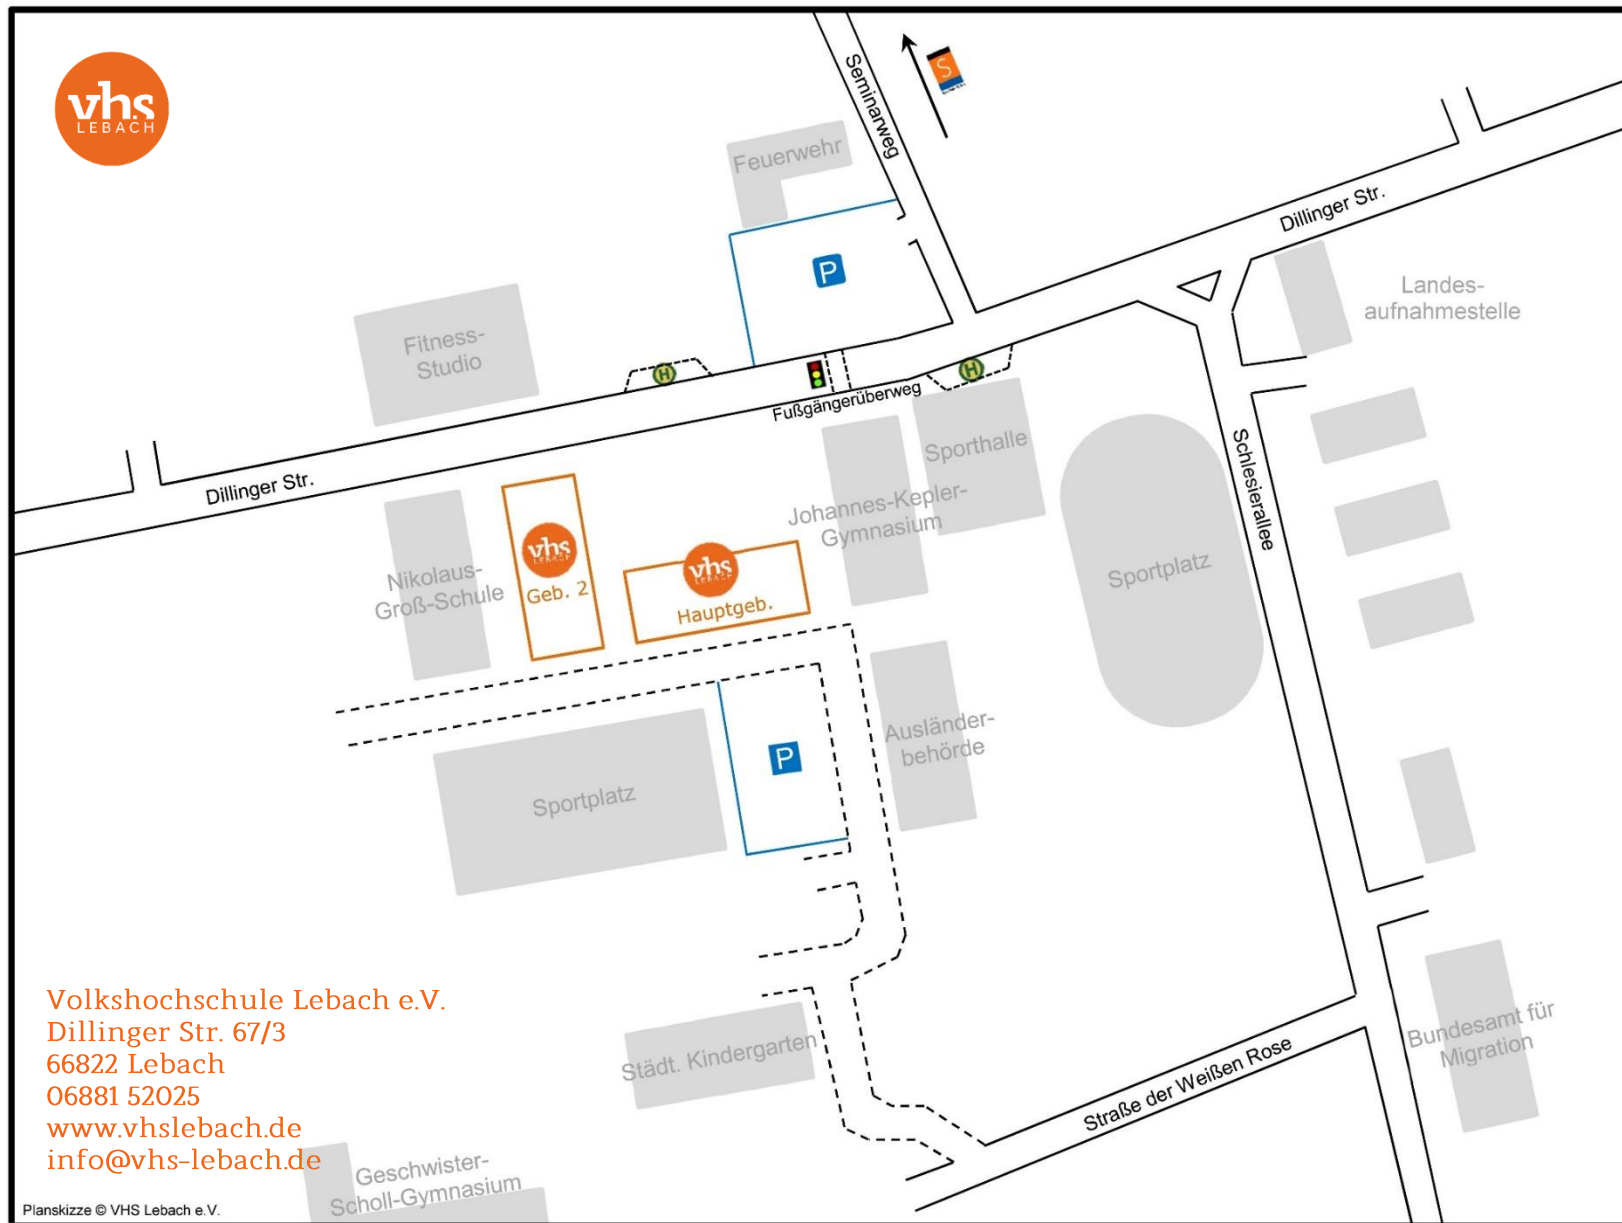 vhs
LEBACH
Seminarweg
S
Feuerwehr
P
Dillinger Str.
Landes-
aufnahmestelle
Fitness-
Studio
H
H
Fußgängerüberweg
Sporthalle
Dillinger Str.
Schlesierallee
Johannes-Kepler-
Gymnasium
vhs
LEBACH
Geb. 2
vhs
LEBACH
Hauptgeb.
Nikolaus-
Groß-Schule
Sportplatz
Ausländer-
behörde
P
Sportplatz
Volkshochschule Lebach e.V.
Dillinger Str. 67/3
66822 Lebach
06881 52025
www.vhslebach.de
info@vhs-lebach.de
Städt. Kindergarten
Straße der Weißen Rose
Bundesamt für
Migration
Geschwister-
Scholl-Gymnasium
Planskizze © VHS Lebach e.V.